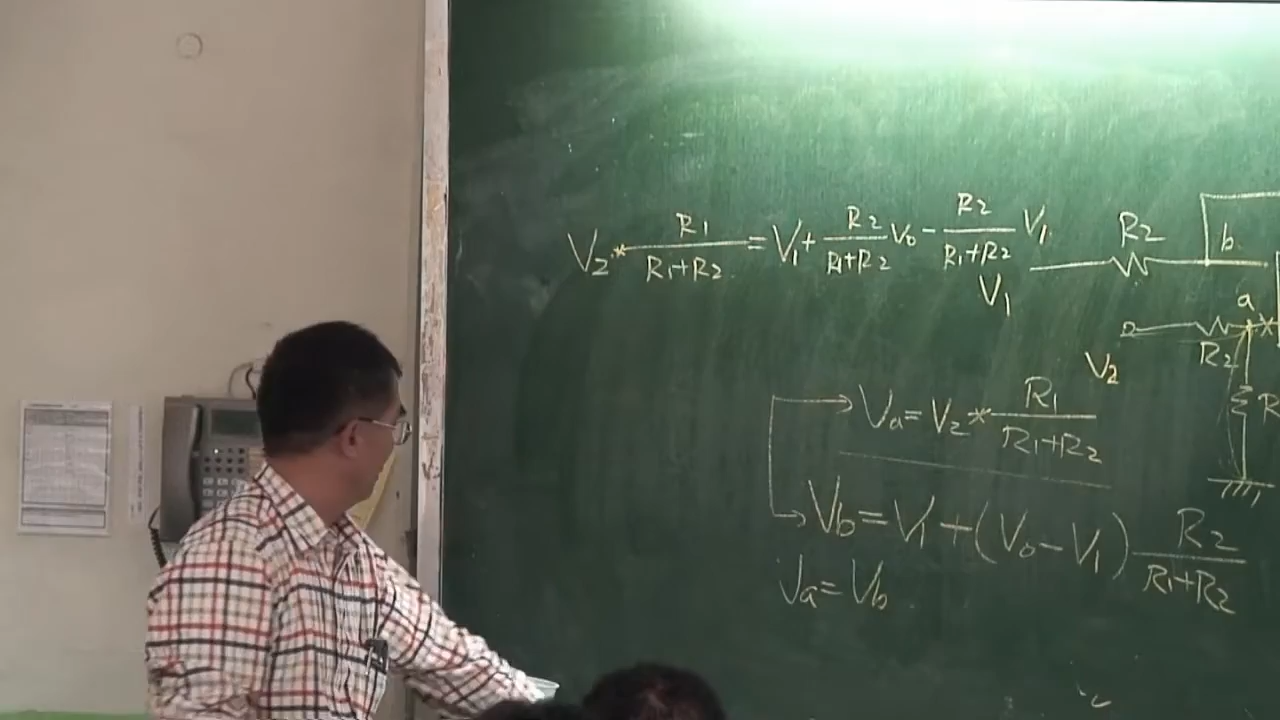 V2 * R1/(R1+R2) = V1 + R2/(R1+R2) V0 - R2/(R1+R2) V1
R2
b
V1
a
R2
V2
R
Va = V2 * R1/(R1+R2)
Vb = V1 + (V0 - V1) R2/(R1+R2)
Va = Vb